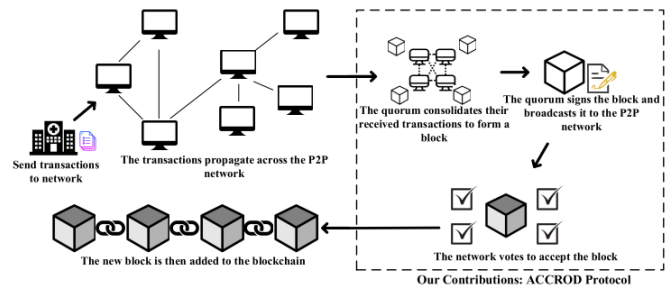 Send transactions
to network
The transactions propagate across the P2P
network
The quorum consolidates their
received transactions to form a
block
The quorum signs the block and
broadcasts it to the P2P
network
The network votes to accept the block
The new block is then added to the blockchain
Our Contributions: ACCROD Protocol